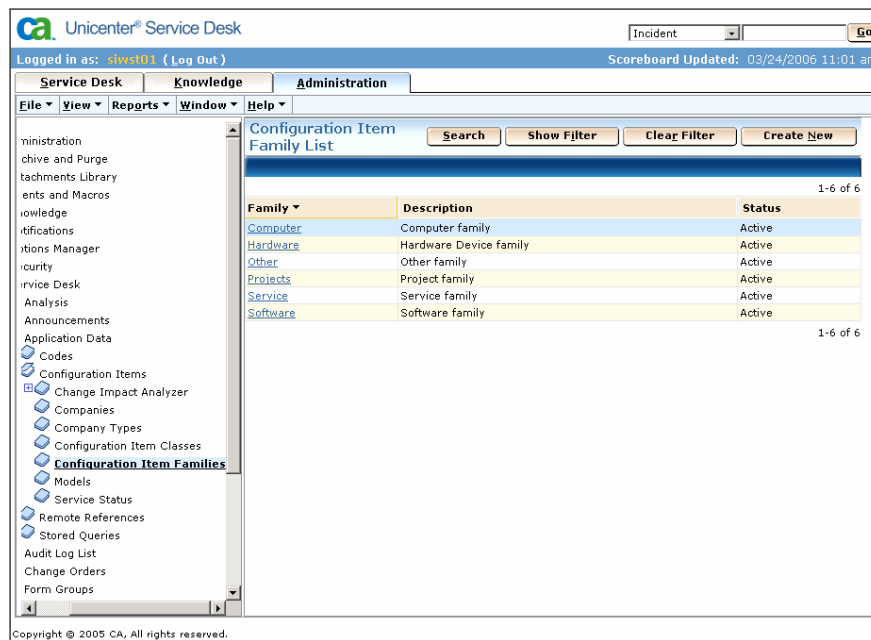 ca Unicenter® Service Desk
Incident Go
Logged in as: siwst01 ( Log Out )
Scoreboard Updated: 03/24/2006 11:01 am
Service Desk Knowledge Administration
File View Reports Window Help
ministration
chive and Purge
tachments Library
ents and Macros
owledge
tifications
tions Manager
curity
rvice Desk
Analysis
Announcements
Application Data
Codes
Configuration Items
Change Impact Analyzer
Companies
Company Types
Configuration Item Classes
Configuration Item Families
Models
Service Status
Remote References
Stored Queries
Audit Log List
Change Orders
Form Groups
Configuration Item
Family List
Search Show Filter Clear Filter Create New
1-6 of 6
Family Description Status
Computer Computer family Active
Hardware Hardware Device family Active
Other Other family Active
Projects Project family Active
Service Service family Active
Software Software family Active
1-6 of 6
Copyright © 2005 CA, All rights reserved.